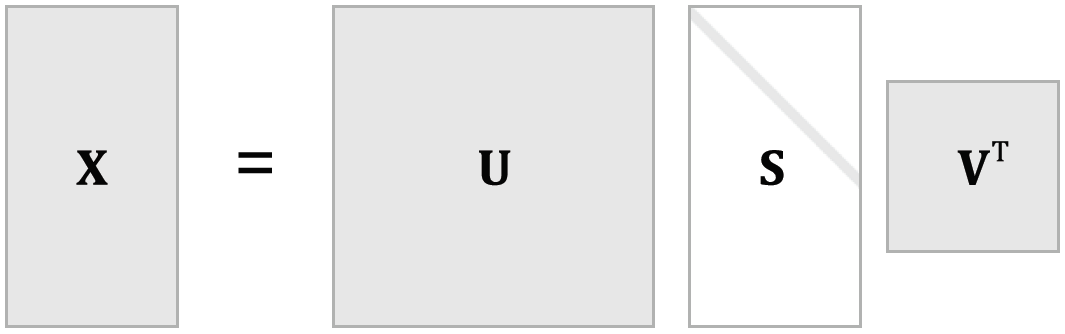 X = U S V^T